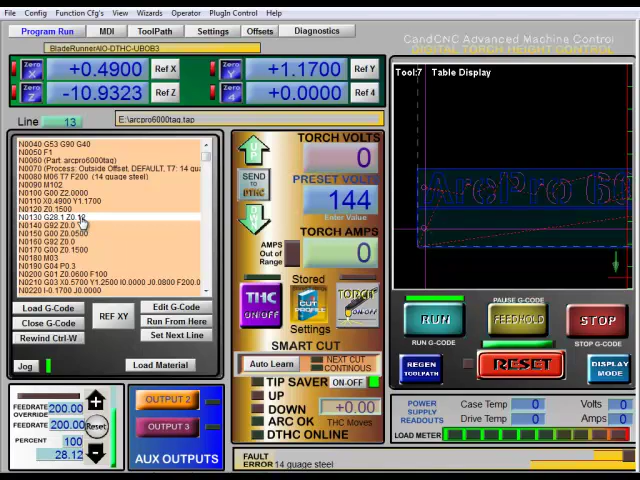 File Config Function Cfg's View Wizards Operator PlugIn Control Help
Program Run MDI ToolPath Settings Offsets Diagnostics
CandCNC Advanced Machine Control
DIGITAL TORCH HEIGHT CONTROL
BladeRunnerAIO-DTHC-UBOB3
Zero X +0.4900 Ref X
Zero Y +1.1700 Ref Y
Zero Z -10.9323 Ref Z
Zero 4 +0.0000 Ref 4
Tool:7 Table Display
Line: 13
E:\arcpro6000tag.tap
N0040 G53 G90 G40
N0050 F1
N0060 (Part: arcpro6000tag)
N0070 (Process: Outside Offset, DEFAULT, T7: 14 gua
N0080 M06 T7 F200 (14 guage steel)
N0090 M102
N0100 G00 Z2.0000
N0110 X0.4900 Y1.1700
N0120 Z0.1500
N0130 G28.1 Z0.10
N0140 G92 Z0.0
N0150 G00 Z0.0500
N0160 G92 Z0.0
N0170 G00 Z0.1500
N0180 M03
N0190 G04 P0.3
N0200 G01 Z0.0600 F100
N0210 G03 X0.5700 Y1.2500 I0.0000 J0.0800 F200.0
N0220 I-0.1700 J0.0000
Load G-Code
Close G-Code
Rewind Ctrl-W
REF XY
Edit G-Code
Run From Here
Set Next Line
Jog
Load Material
UP
SEND TO DTHC
DWN
TORCH VOLTS
0
PRESET VOLTS
144
Enter Value
TORCH AMPS
AMPS Out of Range
0
THC ON/OFF
Stored
CUT PROFILE
Settings
TORCH ON/OFF
SMART CUT
Auto Learn
NEXT CUT
CONTINOUS
TIP SAVER ON-OFF
UP
DOWN +0.00
ARC OK THC Moves
DTHC ONLINE
ArcPro 60
PAUSE G-CODE
RUN FEEDHOLD STOP
RUN G-CODE STOP G-CODE
REGEN TOOLPATH
RESET
DISPLAY MODE
FEEDRATE OVERRIDE 200.00
FEEDRATE 200.00
PERCENT 100
28.12
Reset
OUTPUT 2
OUTPUT 3
AUX OUTPUTS
POWER SUPPLY READOUTS
Case Temp 0 Volts 0
Drive Temp 0 Amps 0
LOAD METER
FAULT ERROR 14 guage steel